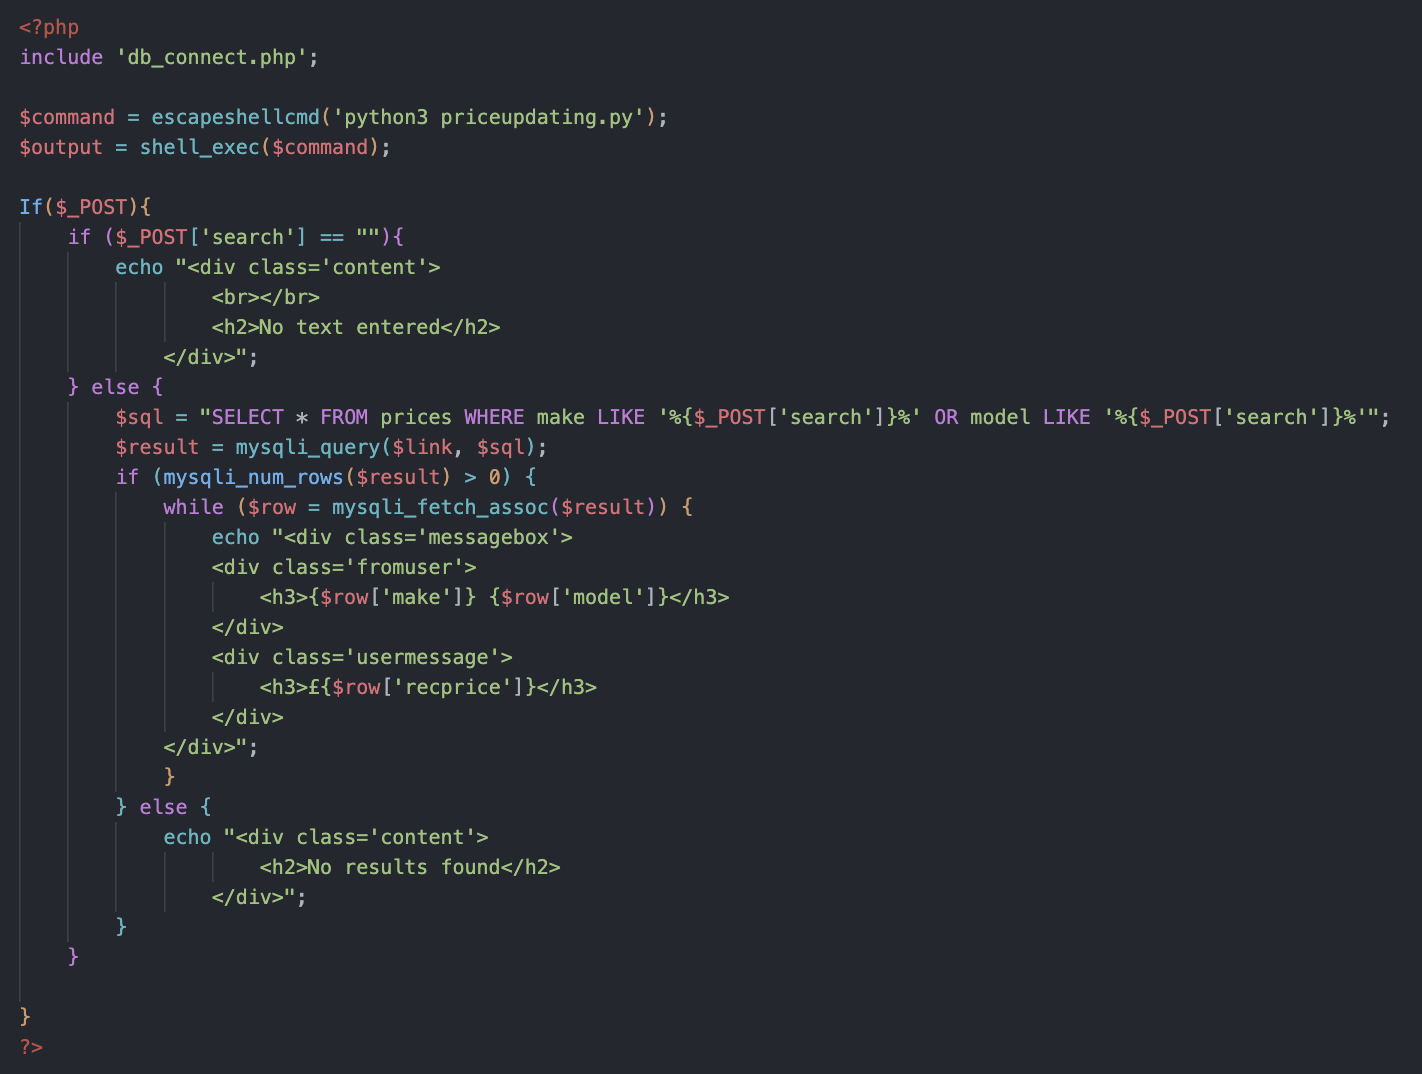 <?php
include 'db_connect.php';
$command = escapeshellcmd('python3 priceupdating.py');
$output = shell_exec($command);
If($_POST){
if ($_POST['search'] == ""){
echo "<div class='content'>
<br></br>
<h2>No text entered</h2>
</div>";
} else {
$sql = "SELECT * FROM prices WHERE make LIKE '%{$_POST['search']}%' OR model LIKE '%{$_POST['search']}%'";
$result = mysqli_query($link, $sql);
if (mysqli_num_rows($result) > 0) {
while ($row = mysqli_fetch_assoc($result)) {
echo "<div class='messagebox'>
<div class='fromuser'>
<h3>{$row['make']} {$row['model']}</h3>
</div>
<div class='usermessage'>
<h3>£{$row['recprice']}</h3>
</div>
</div>";
}
} else {
echo "<div class='content'>
<h2>No results found</h2>
</div>";
}
}
}
?>